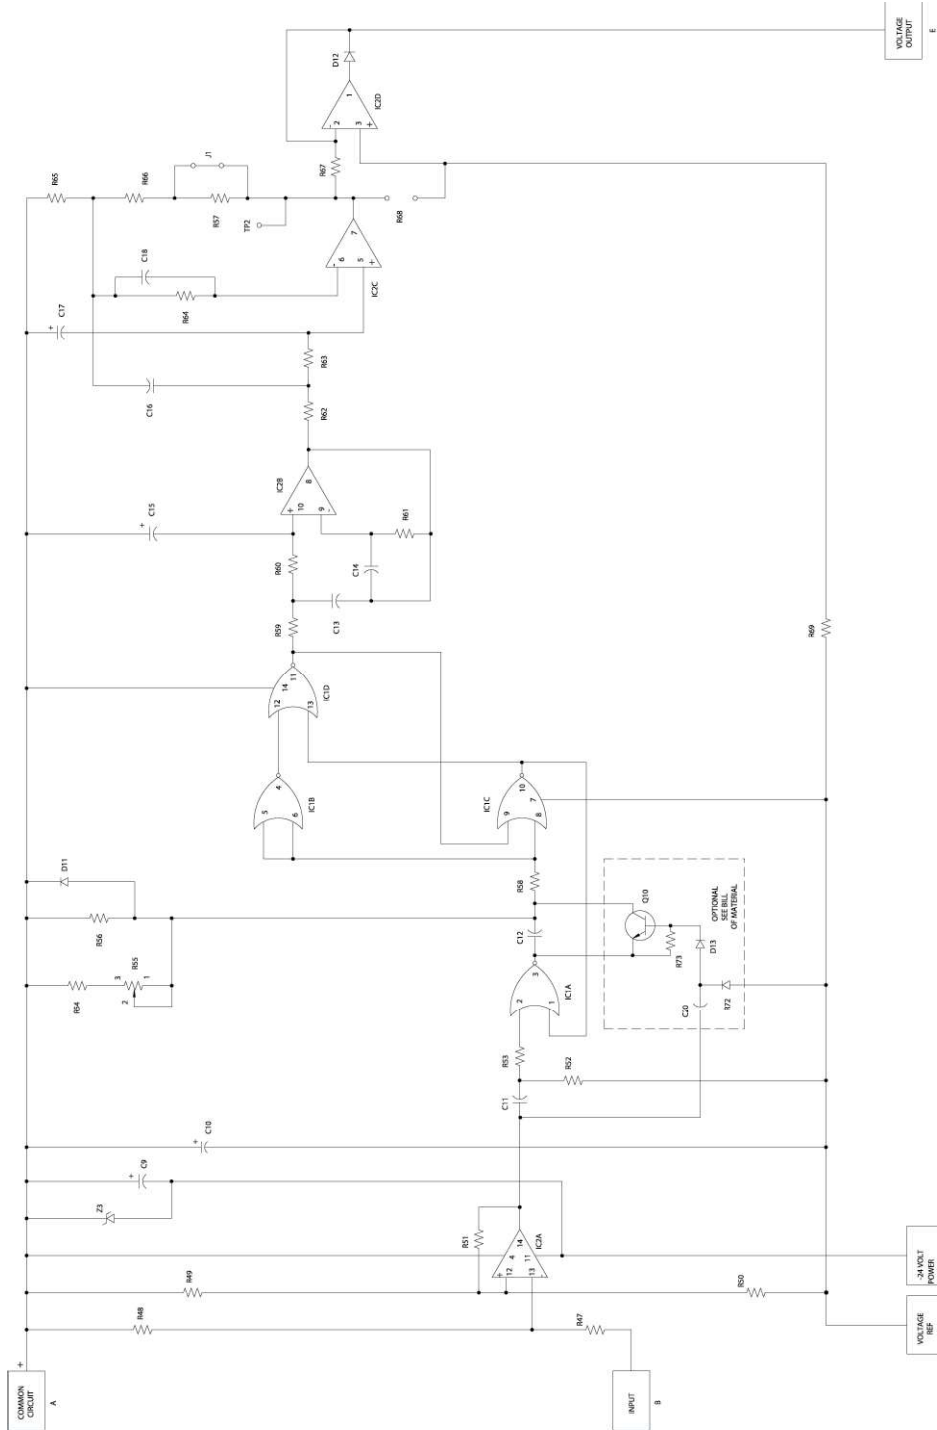 COMMON
CIRCUIT
A
+
R54
R55
1
2
3
R56
D11
R65
R48
R49
Z3
C9
+
C10
+
C15
+
C16
C17
+
R66
C18
R64
R57
J1
TP2
5
6
4
IC1B
12
13
14
11
IC1D
R59
R60
C13
+
10
9
-
8
IC2B
C14
R61
R62
R63
-
6
5
+
7
IC2C
R67
-
2
3
+
1
IC2D
D12
R68
R51
+
12
13
-
4
11
14
IC2A
C11
R53
R52
2
1
3
IC1A
C12
R58
9
8
10
7
IC1C
R47
INPUT
B
Q10
R73
C20
D13
R72
OPTIONAL
SEE BILL
OF MATERIAL
R50
R69
VOLTAGE
REF
-24 VOLT
POWER
VOLTAGE
OUTPUT
E